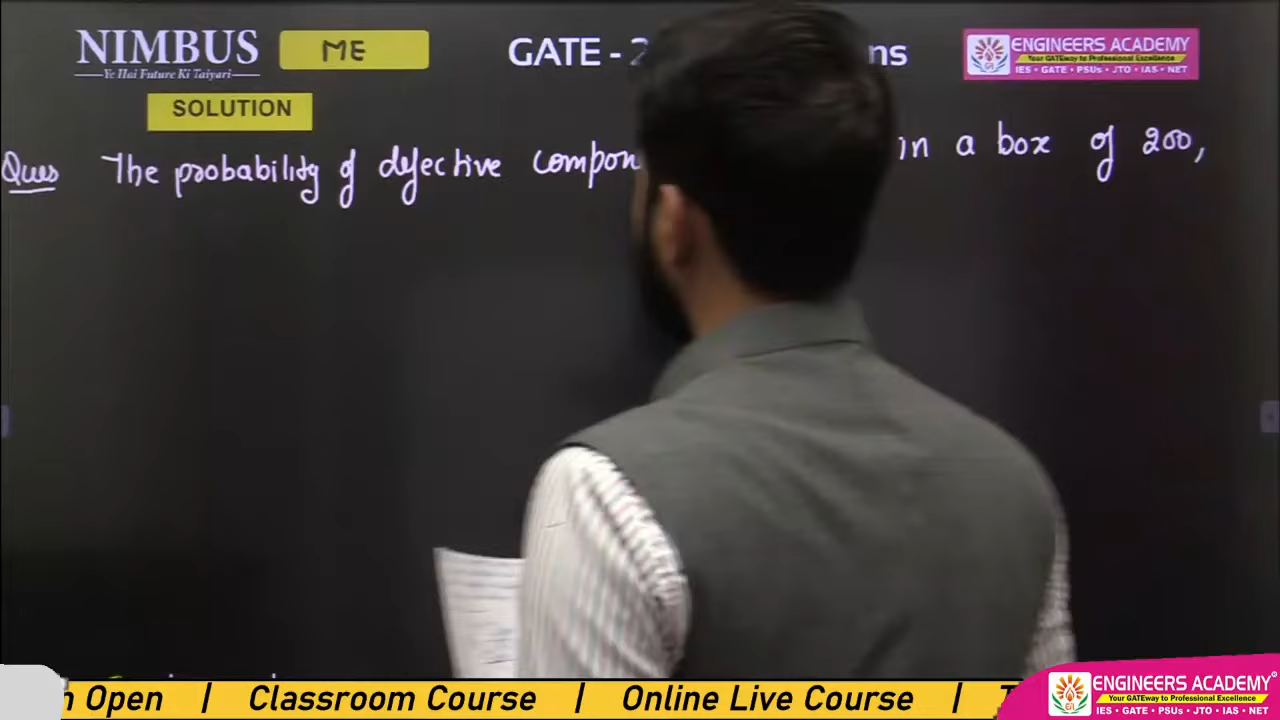 NIMBUS ME GATE - 2 ns ENGINEERS ACADEMY
Ye Hai Future Ki Taiyari Your GATEway to Professional Excellence
IES • GATE • PSUs • JTO • IAS • NET
SOLUTION
Ques The probability of defective compon in a box of 200,
n Open | Classroom Course | Online Live Course | T
ENGINEERS ACADEMY
Your GATEway to Professional Excellence
IES • GATE • PSUs • JTO • IAS • NET